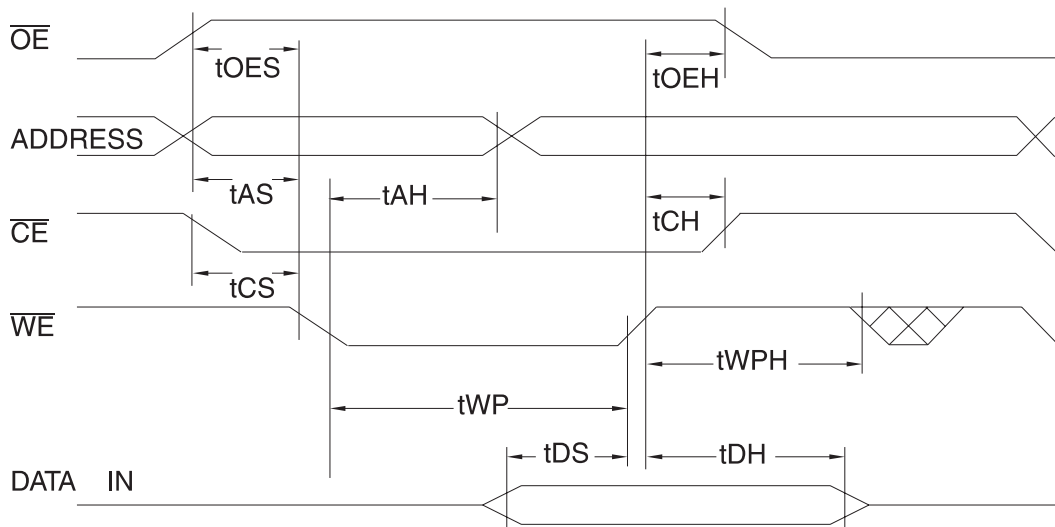 OE
tOES
tOEH
ADDRESS
tAS
tAH
tCH
CE
tCS
WE
tWPH
tWP
tDS
tDH
DATA IN